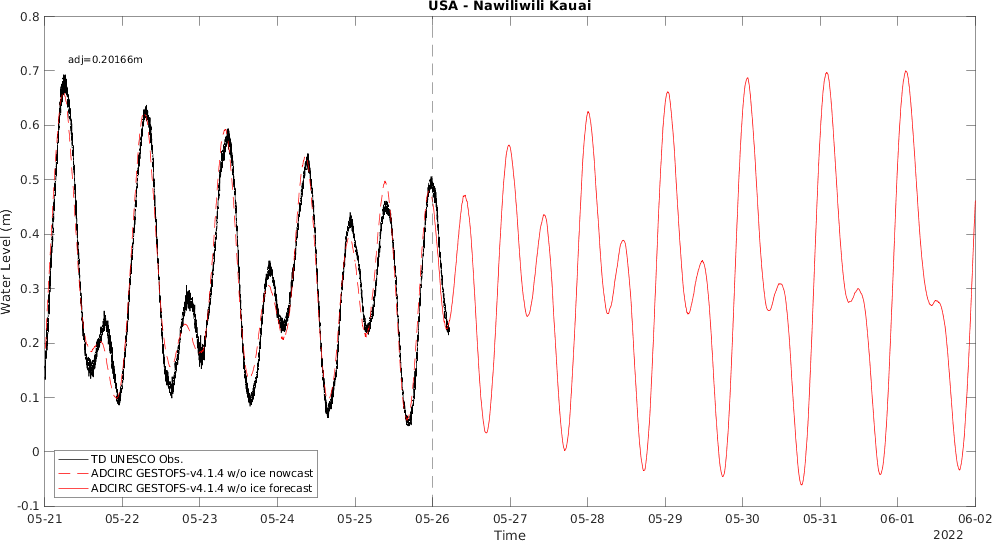 USA - Nawiliwili Kauai
0.8
adj=0.20166m
0.7
0.6
0.5
0.4
0.3
0.2
0.1
0
-0.1
Water Level (m)
TD UNESCO Obs.
ADCIRC GESTOFS-v4.1.4 w/o ice nowcast
ADCIRC GESTOFS-v4.1.4 w/o ice forecast
05-21 05-22 05-23 05-24 05-25 05-26 05-27 05-28 05-29 05-30 05-31 06-01 06-02
Time
2022